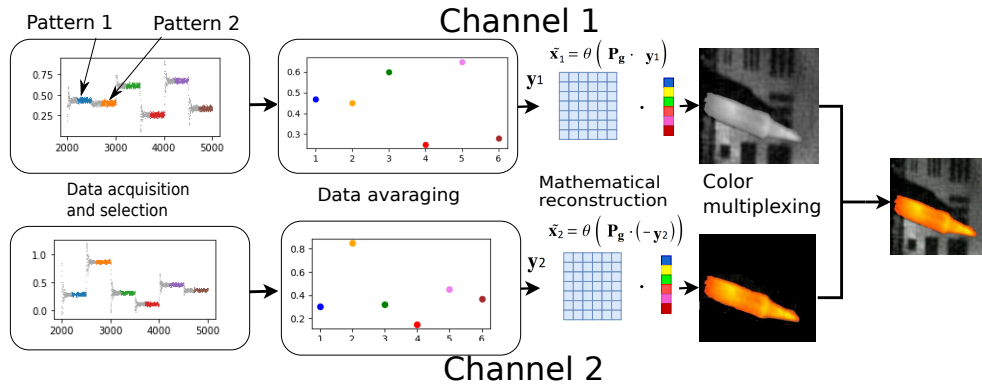 Channel 1
Pattern 1
Pattern 2
0.75
0.50
0.25
2000 3000 4000 5000
0.6
0.5
0.4
0.3
1 2 3 4 5 6
y1
x̃1 = θ ( Pg · y1)
·
Data acquisition
and selection
Data avaraging
Mathematical
reconstruction
Color
multiplexing
1.0
0.5
0.0
2000 3000 4000 5000
0.8
0.6
0.4
0.2
1 2 3 4 5 6
y2
x̃2 = θ ( Pg · (−y2))
·
Channel 2